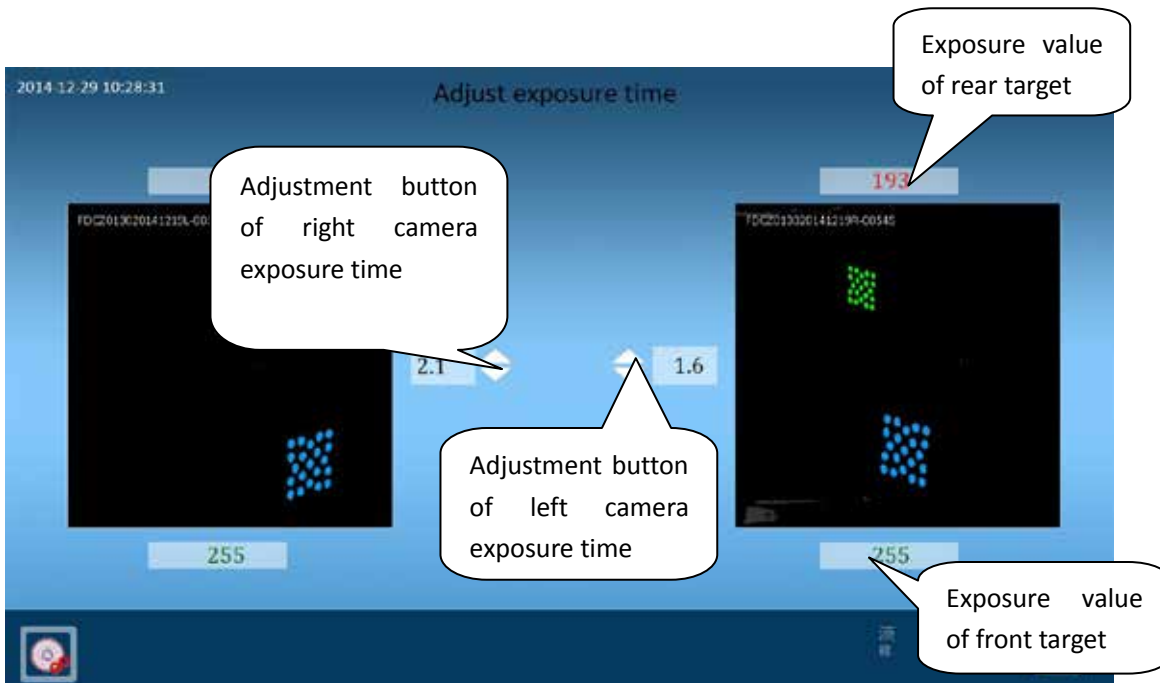 Exposure value
of rear target
2014-12-29 10:28:31
Adjust exposure time
193
Adjustment button
of right camera
exposure time
2.1
1.6
Adjustment button
of left camera
exposure time
255
255
Exposure value
of front target